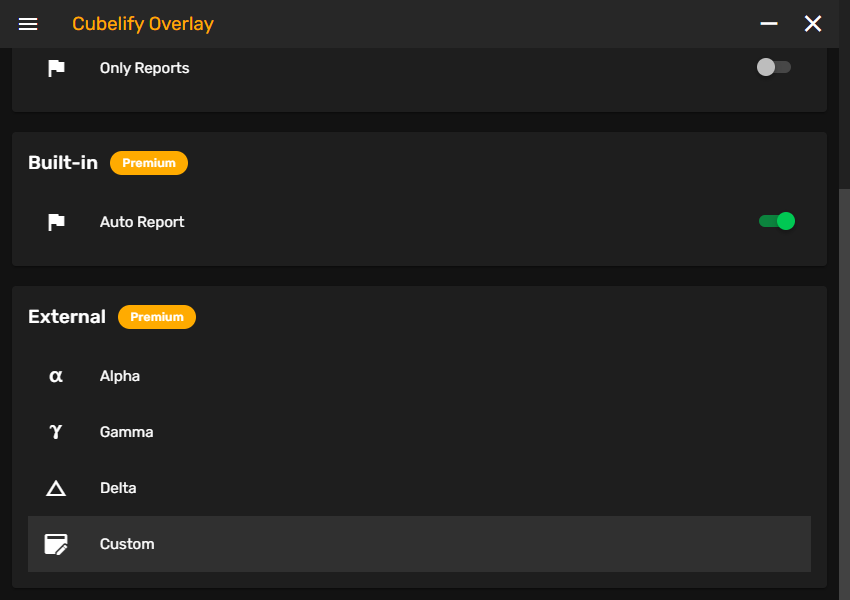 Cubelify Overlay
Only Reports
Built-in Premium
Auto Report
External Premium
α Alpha
γ Gamma
Δ Delta
Custom